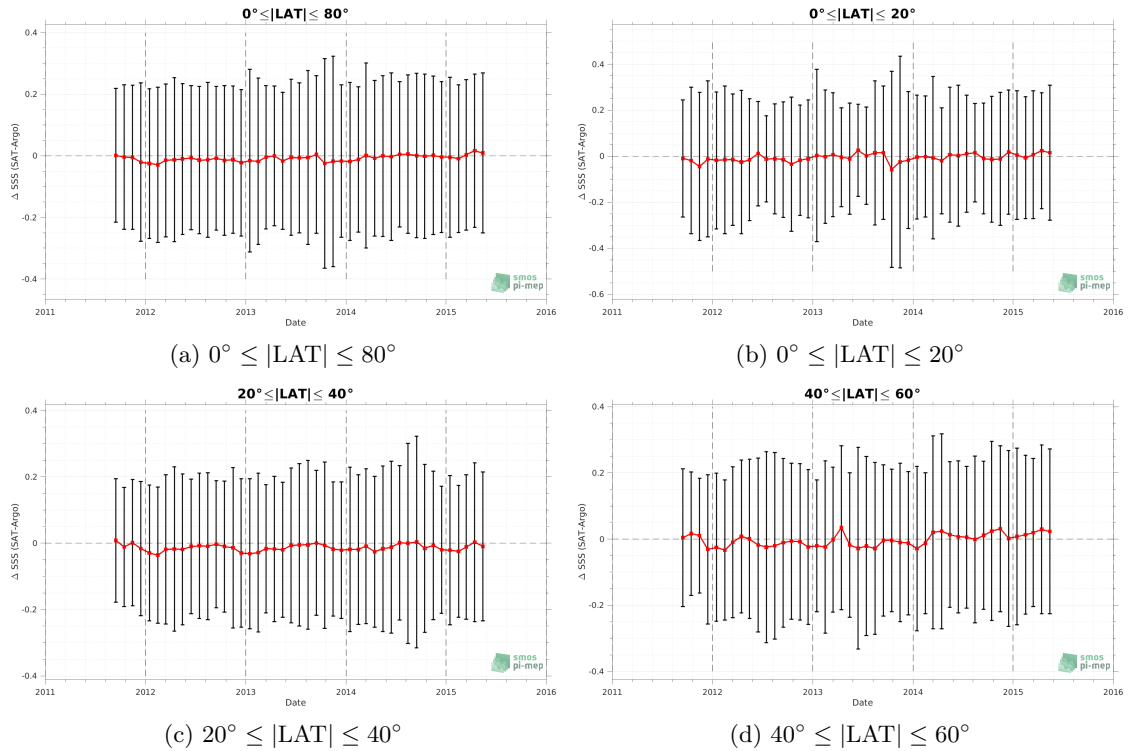 0°≤|LAT|≤ 80°
Δ SSS (SAT-Argo)
0.4
0.2
0
-0.2
-0.4
2011 2012 2013 2014 2015 2016
Date
smos
pi-mep
(a) 0° ≤ |LAT| ≤ 80°
0°≤|LAT|≤ 20°
Δ SSS (SAT-Argo)
0.4
0.2
0
-0.2
-0.4
-0.6
2011 2012 2013 2014 2015 2016
Date
smos
pi-mep
(b) 0° ≤ |LAT| ≤ 20°
20°≤|LAT|≤ 40°
Δ SSS (SAT-Argo)
0.4
0.2
0
-0.2
-0.4
2011 2012 2013 2014 2015 2016
Date
smos
pi-mep
(c) 20° ≤ |LAT| ≤ 40°
40°≤|LAT|≤ 60°
Δ SSS (SAT-Argo)
0.4
0.2
0
-0.2
-0.4
2011 2012 2013 2014 2015 2016
Date
smos
pi-mep
(d) 40° ≤ |LAT| ≤ 60°